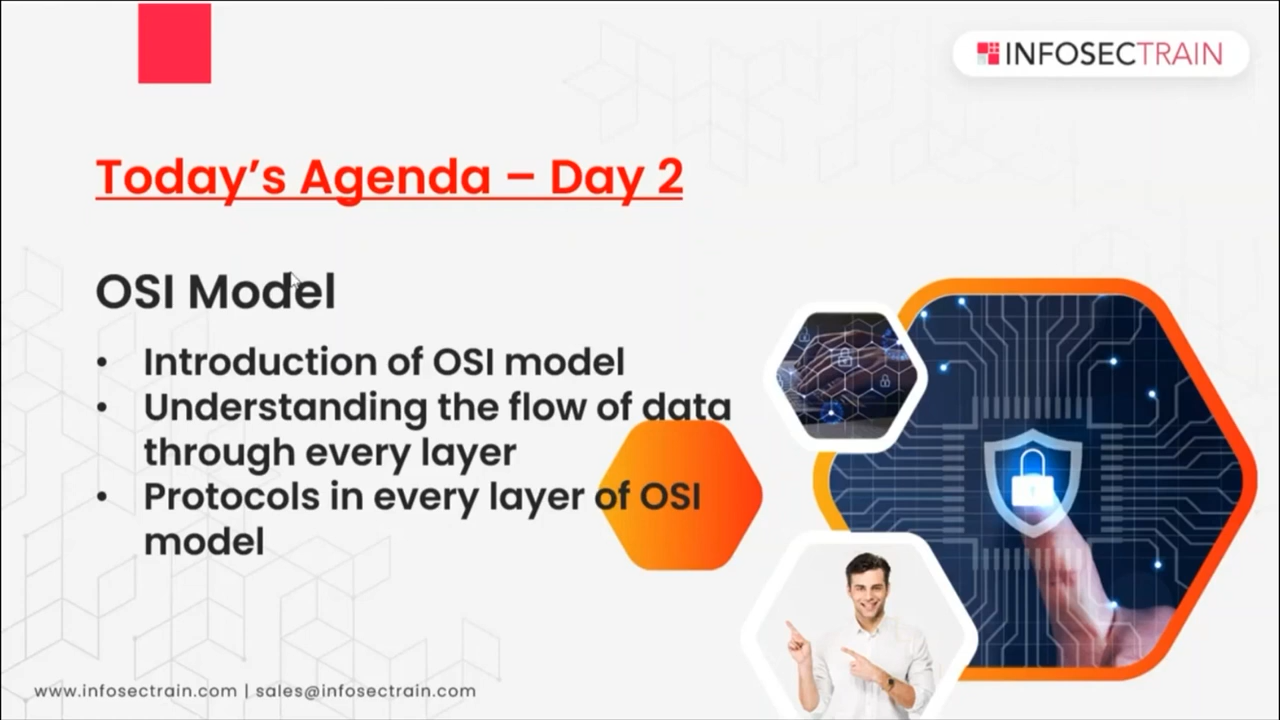 INFOSECTRAIN
Today’s Agenda – Day 2
OSI Model
• Introduction of OSI model
• Understanding the flow of data
through every layer
• Protocols in every layer of OSI
model
www.infosectrain.com | sales@infosectrain.com